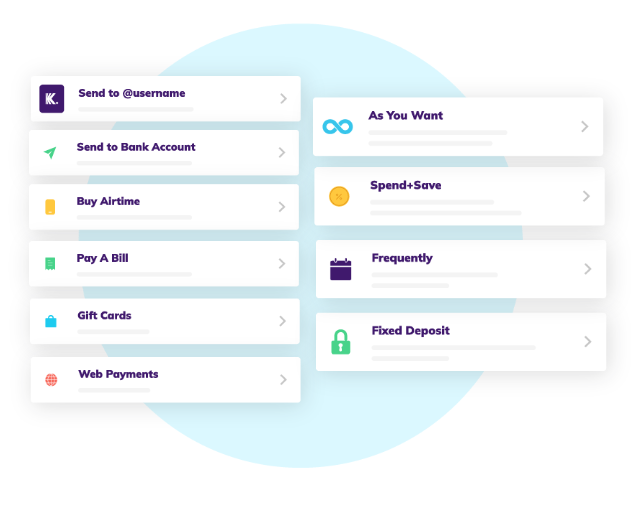 K.
Send to @username
Send to Bank Account
Buy Airtime
Pay A Bill
Gift Cards
Web Payments
As You Want
Spend+Save
Frequently
Fixed Deposit